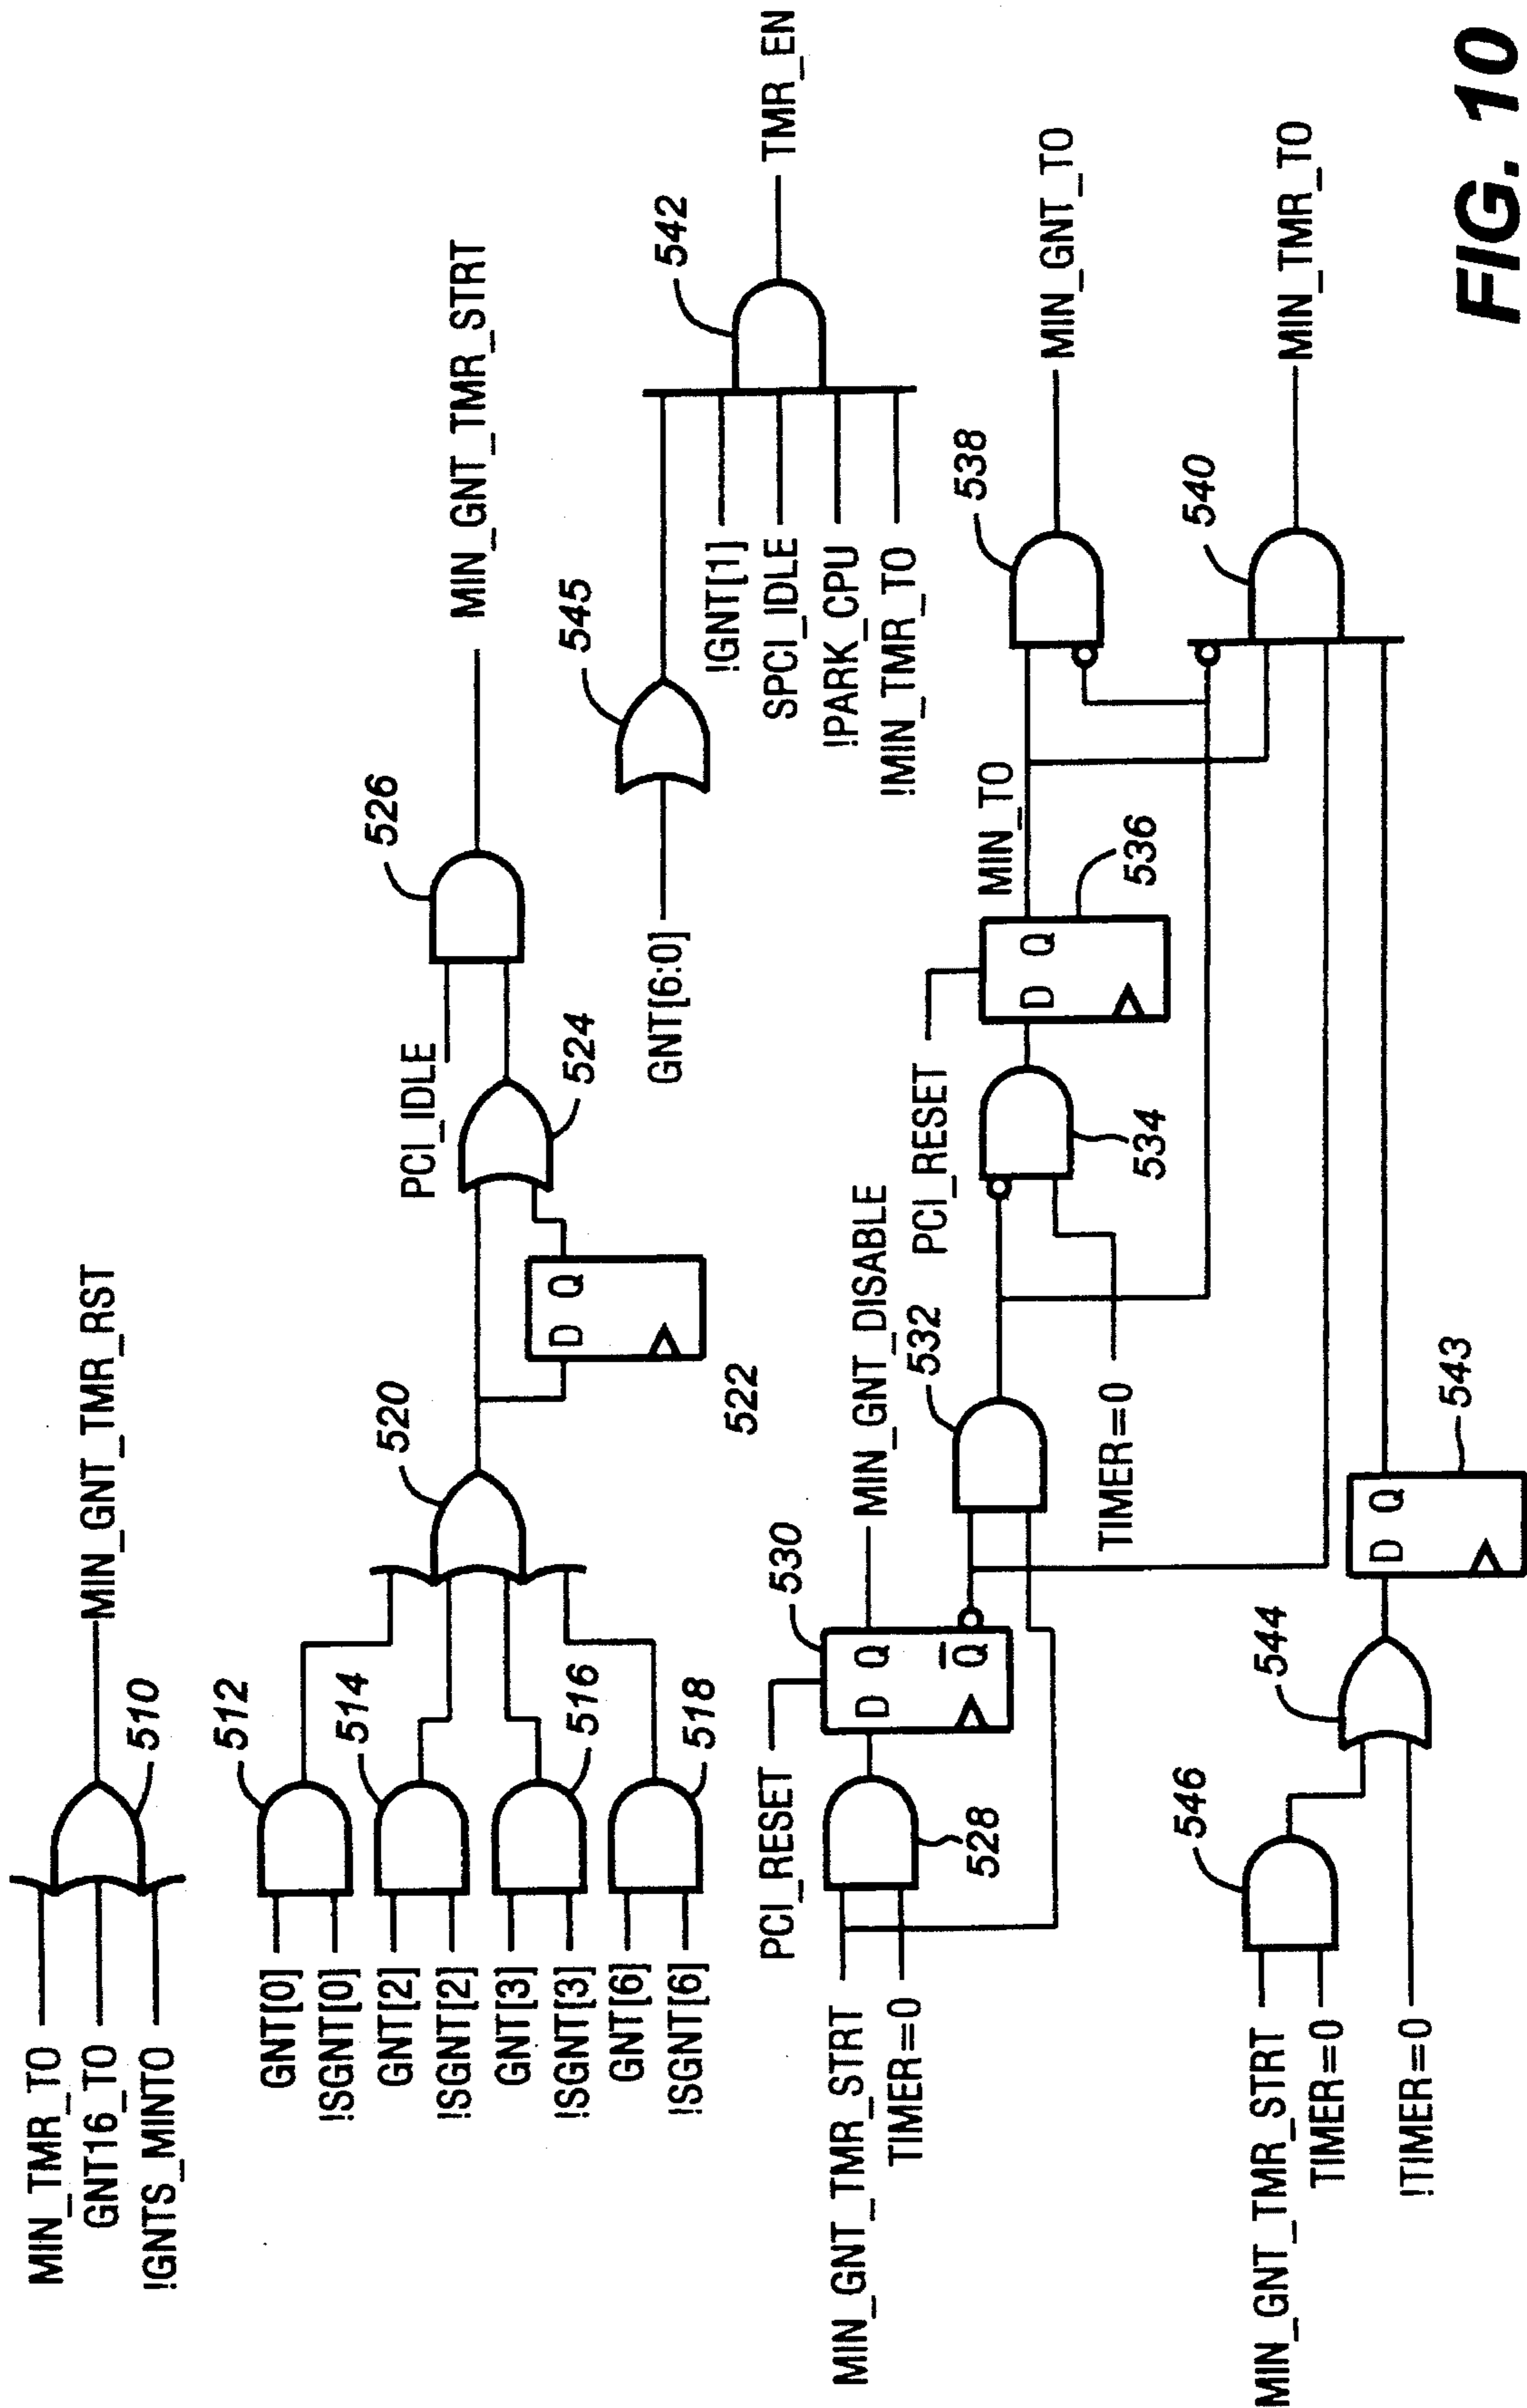 MIN_TMR_TO
GNT16_TO
!GNTS_MINTO
510
MIN_GNT_TMR_RST
GNT[0]
!SGNT[0]
GNT[2]
!SGNT[2]
GNT[3]
!SGNT[3]
GNT[6]
!SGNT[6]
512
514
516
518
520
D Q
522
524
PCI_IDLE
526
MIN_GNT_TMR_STRT
GNT[6:0]
545
!GNT[1]
SPCI_IDLE
!PARK_CPU
!MIN_TMR_TO
542
TMR_EN
MIN_GNT_TMR_STRT
TIMER==0
528
PCI_RESET
D Q
Q
530
MIN_GNT_DISABLE
532
TIMER==0
534
PCI_RESET
D Q
536
MIN_TO
538
MIN_GNT_TO
540
MIN_TMR_TO
MIN_GNT_TMR_STRT
TIMER==0
!TIMER==0
546
544
D Q
543
FIG. 10